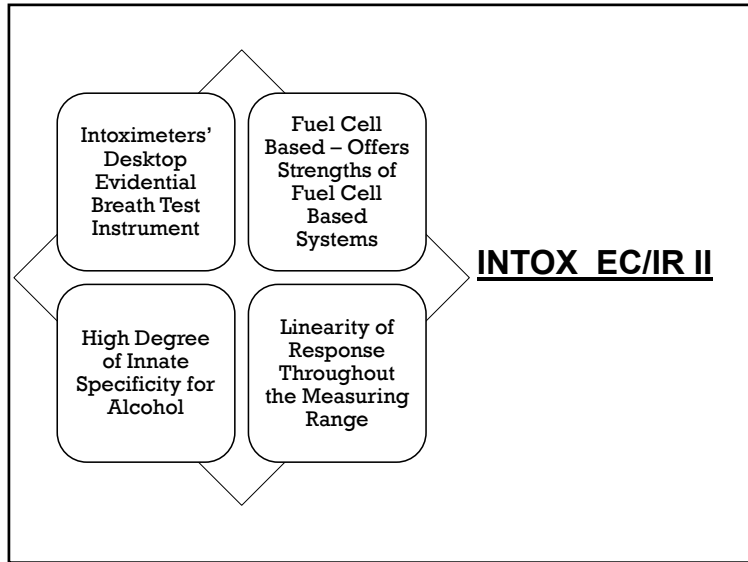 Intoximeters'
Desktop
Evidential
Breath Test
Instrument
Fuel Cell
Based – Offers
Strengths of
Fuel Cell
Based
Systems
High Degree
of Innate
Specificity for
Alcohol
Linearity of
Response
Throughout
the Measuring
Range
INTOX EC/IR II